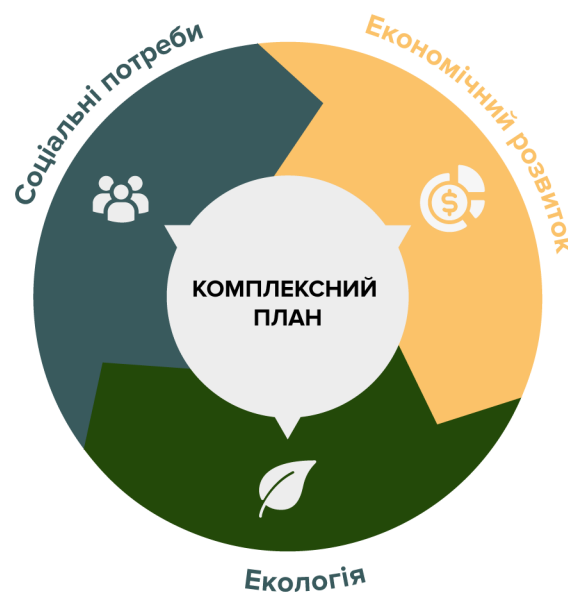 Соціальні потреби
Економічний розвиток
КОМПЛЕКСНИЙ
ПЛАН
Екологія